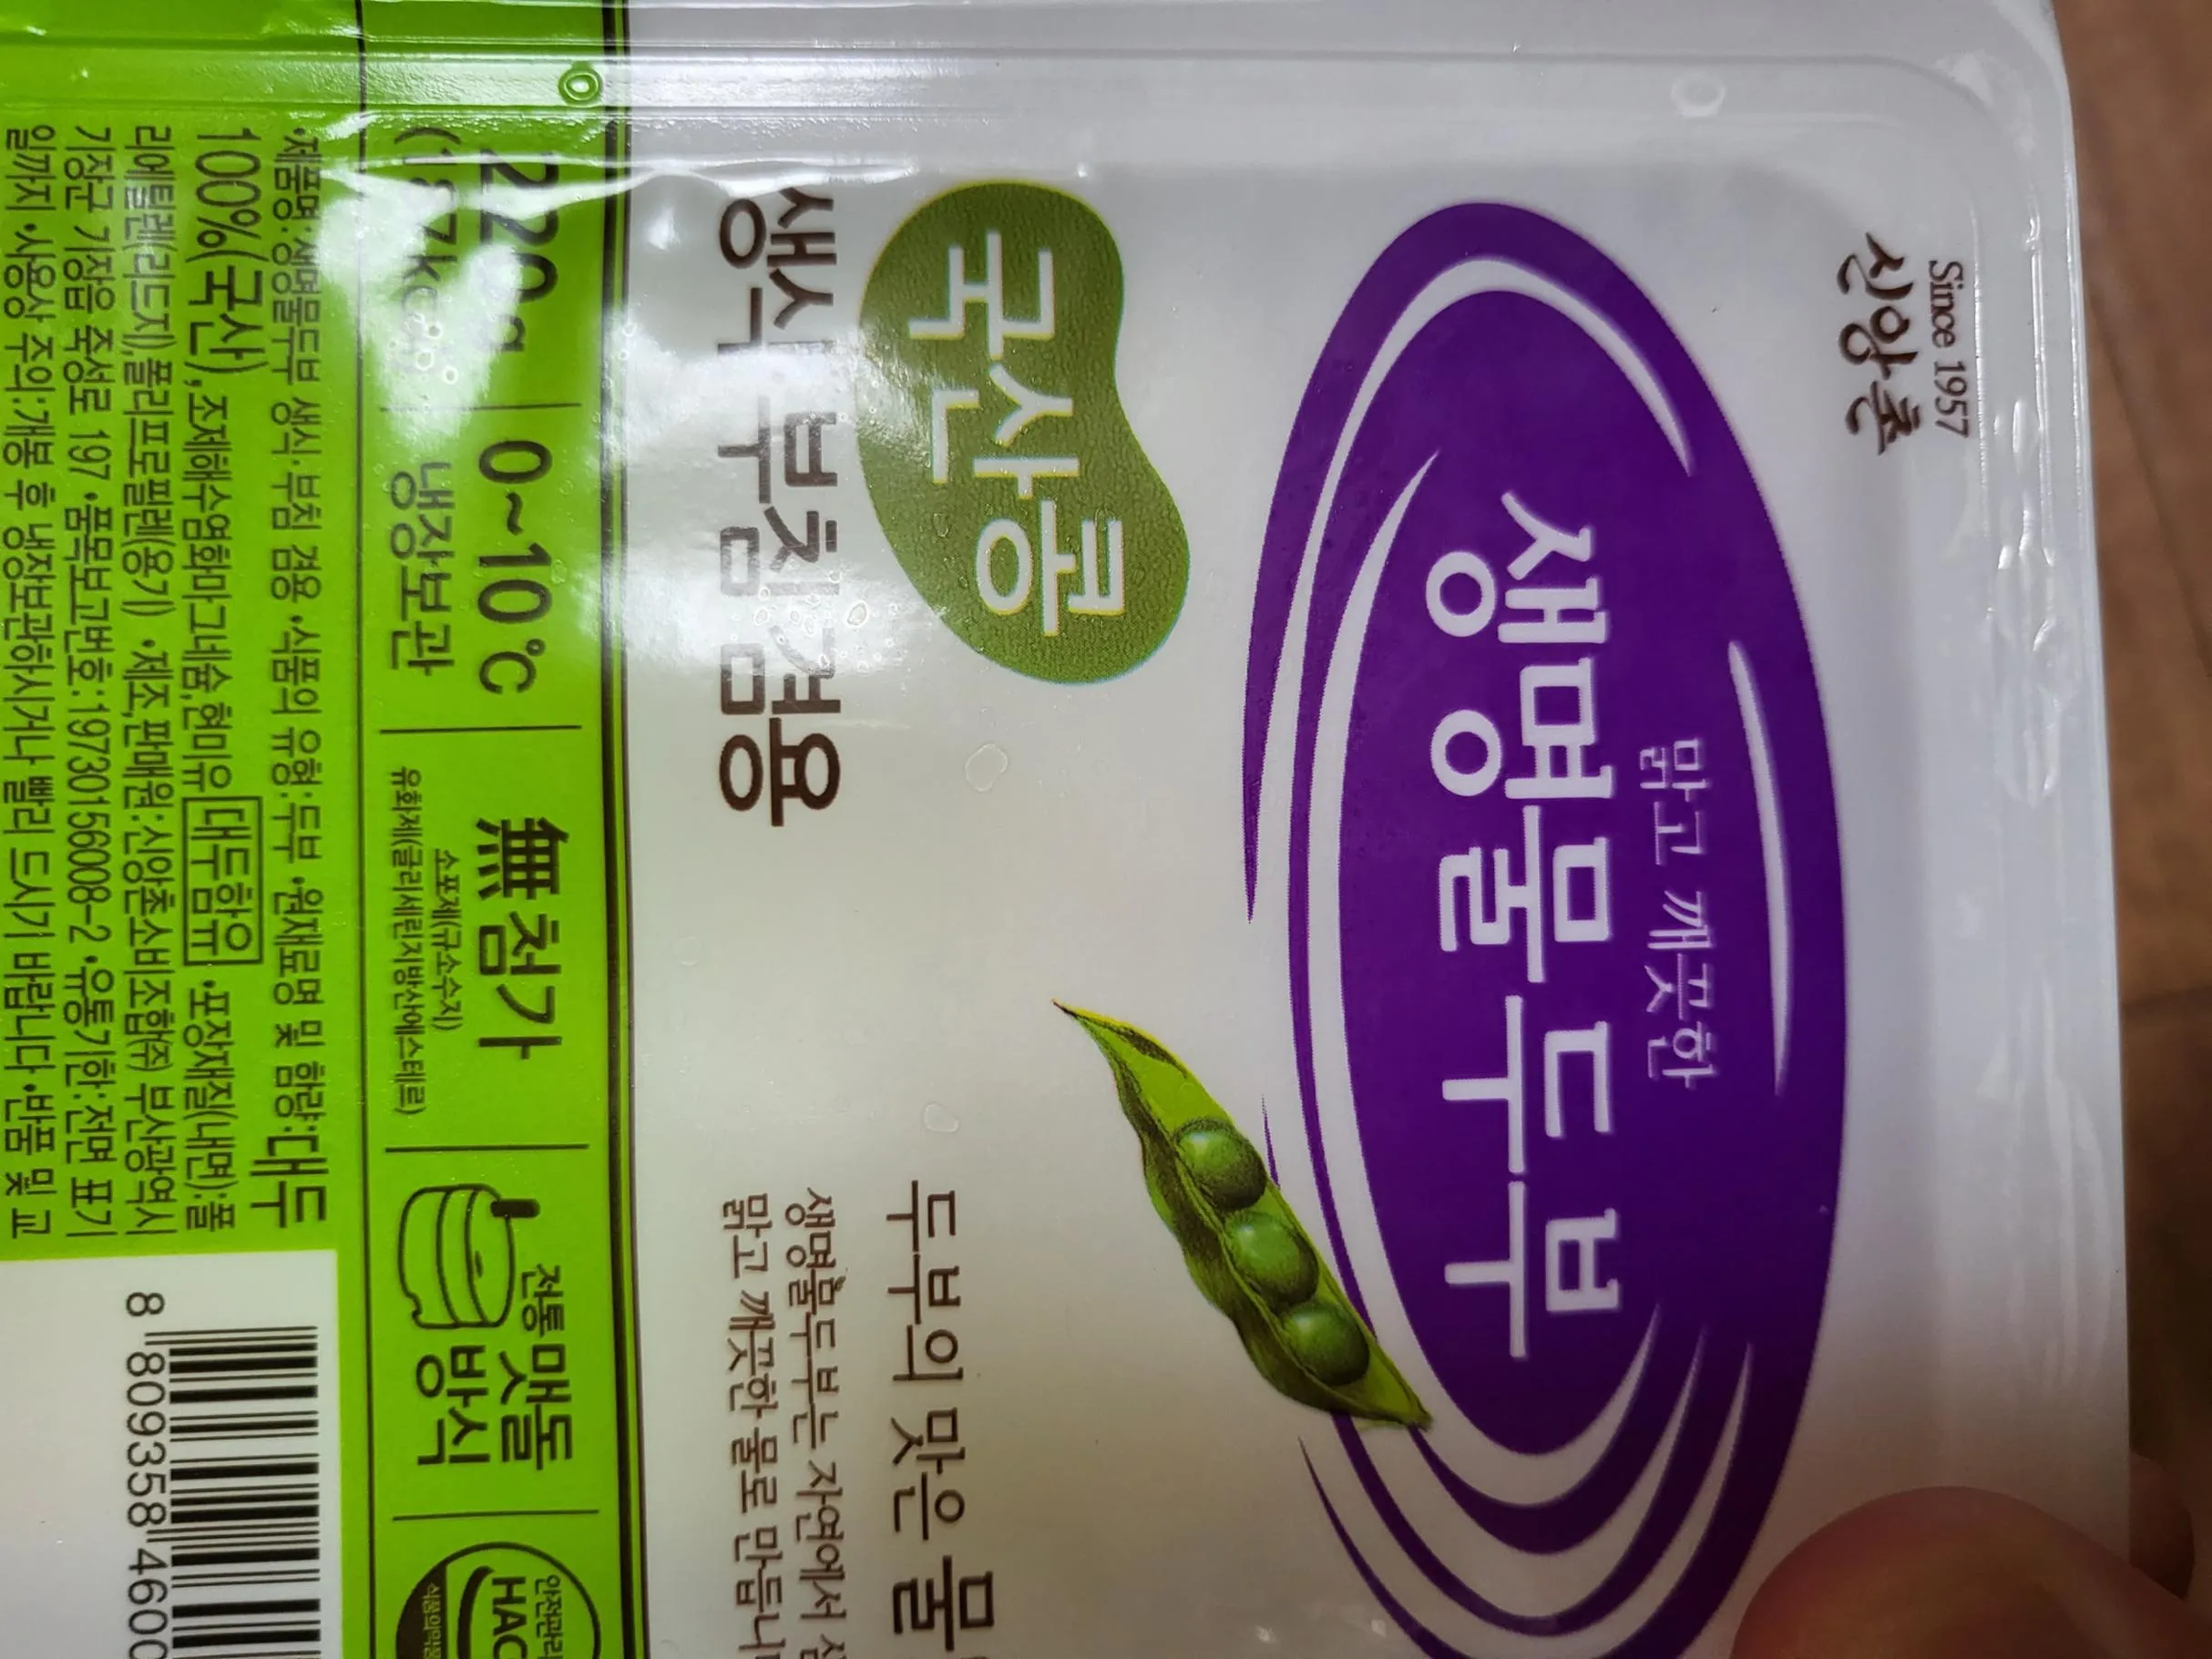 Since 1957
신앙촌
맑고 깨끗한
생명물두부
국산콩
생식·부침 겸용
두부의 맛은 물
생명물두부는 자연에서
맑고 깨끗한 물로 만듭니
220g
0~10℃
냉장보관
無첨가
소포제(규소수지)
유화제(글리세린지방산에스테르)
전통 맷돌
방식
안전관리
HAC
•제품명:생명물두부 생식·부침 겸용 •식품의 유형:두부 •원재료명 및 함량:대두
100%(국산),조제해수염화마그네슘,현미유 대두함유 •포장재질(내면):폴
리에틸렌(리드지),폴리프로필렌(용기) •제조,판매원:신앙촌소비조합㈜ 부산광역시
기장군 기장읍 죽성로 197 •품목보고번호:19730156008-2 •유통기한:전면 표기
일까지 •사용상 주의:개봉 후 냉장보관하시거나 빨리 드시기 바랍니다 •반품 및 교
8 809358 4600